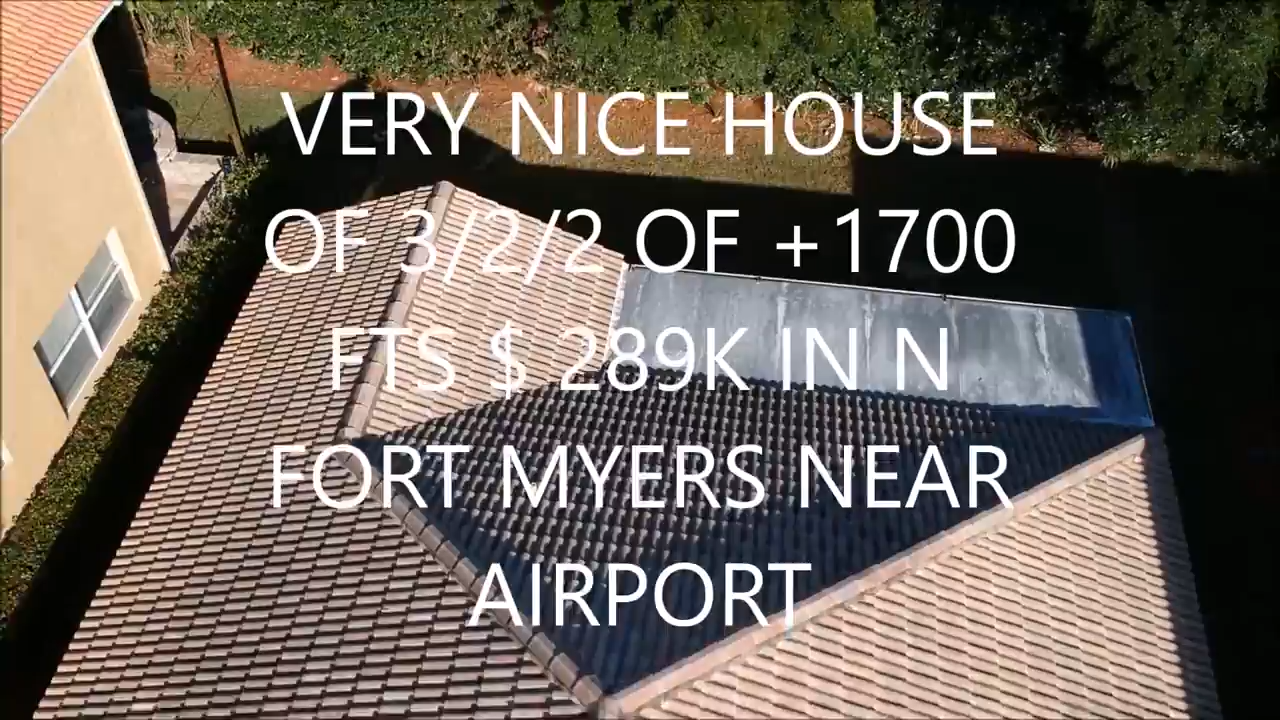 VERY NICE HOUSE
OF 3/2/2 OF +1700
FTS $ 289K IN N
FORT MYERS NEAR
AIRPORT